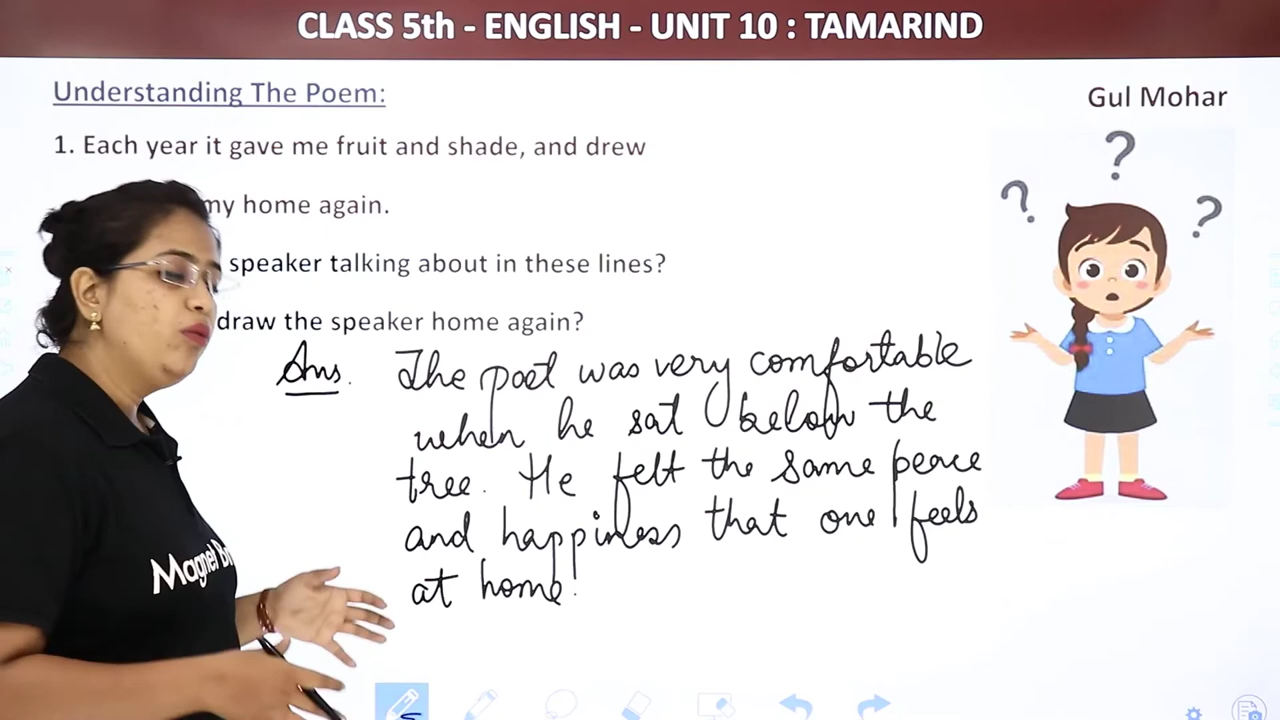 CLASS 5th - ENGLISH - UNIT 10 : TAMARIND
Understanding The Poem:
Gul Mohar
1. Each year it gave me fruit and shade, and drew
my home again.
speaker talking about in these lines?
draw the speaker home again?
Ans. The poet was very comfortable
when he sat below the
tree. He felt the same peace
and happiness that one feels
at home.
Magnet